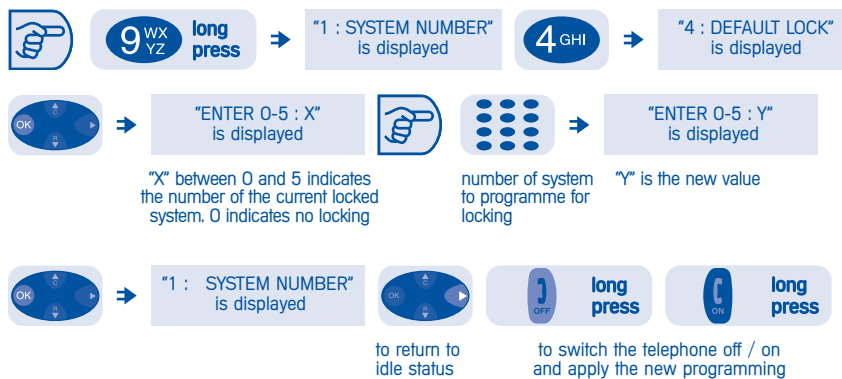 9 WX YZ
long press
"1 : SYSTEM NUMBER"
is displayed
4 GHI
"4 : DEFAULT LOCK"
is displayed
C
OK
R
"ENTER 0-5 : X"
is displayed
"ENTER 0-5 : Y"
is displayed
"X" between 0 and 5 indicates
the number of the current locked
system. 0 indicates no locking
number of system
to programme for
locking
"Y" is the new value
C
OK
R
"1 : SYSTEM NUMBER"
is displayed
C
OK
R
OFF
long
press
ON
long
press
to return to
idle status
to switch the telephone off / on
and apply the new programming